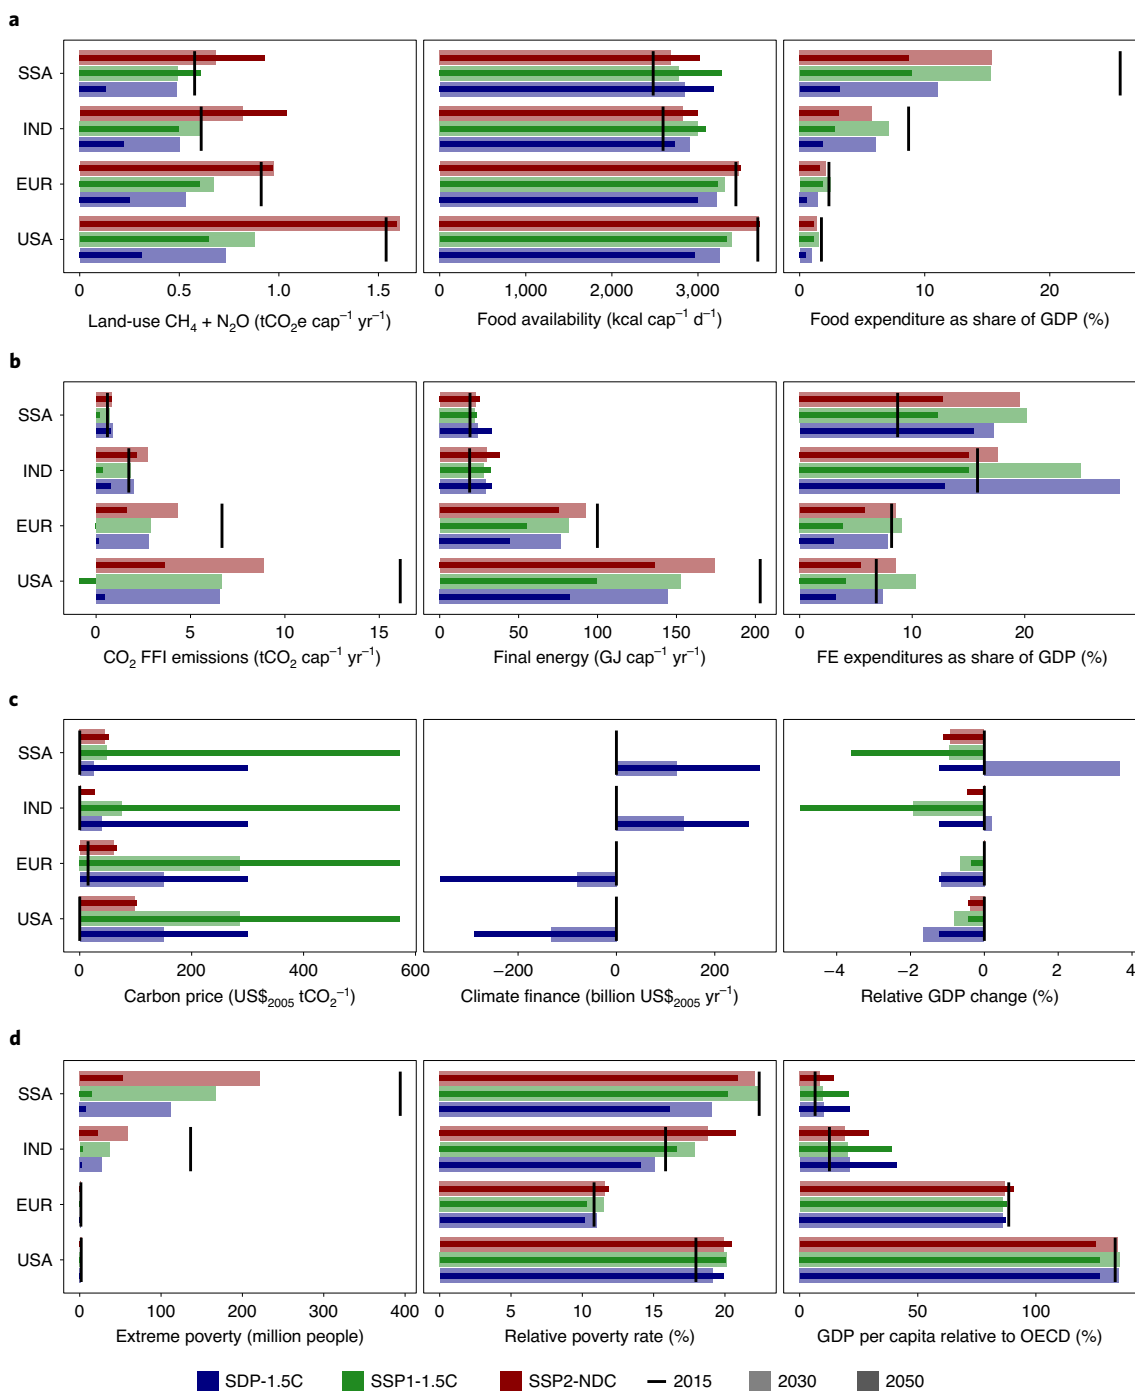 a
SSA
IND
EUR
USA
0 0.5 1.0 1.5
Land-use CH₄ + N₂O (tCO₂e cap⁻¹ yr⁻¹)
0 1,000 2,000 3,000
Food availability (kcal cap⁻¹ d⁻¹)
0 10 20
Food expenditure as share of GDP (%)
b
SSA
IND
EUR
USA
0 5 10 15
CO₂ FFI emissions (tCO₂ cap⁻¹ yr⁻¹)
0 50 100 150 200
Final energy (GJ cap⁻¹ yr⁻¹)
0 10 20
FE expenditures as share of GDP (%)
c
SSA
IND
EUR
USA
0 200 400 600
Carbon price (US$₂₀₀₅ tCO₂⁻¹)
−200 0 200
Climate finance (billion US$₂₀₀₅ yr⁻¹)
−4 −2 0 2 4
Relative GDP change (%)
d
SSA
IND
EUR
USA
0 100 200 300 400
Extreme poverty (million people)
0 5 10 15 20
Relative poverty rate (%)
0 50 100
GDP per capita relative to OECD (%)
SDP-1.5C SSP1-1.5C SSP2-NDC 2015 2030 2050